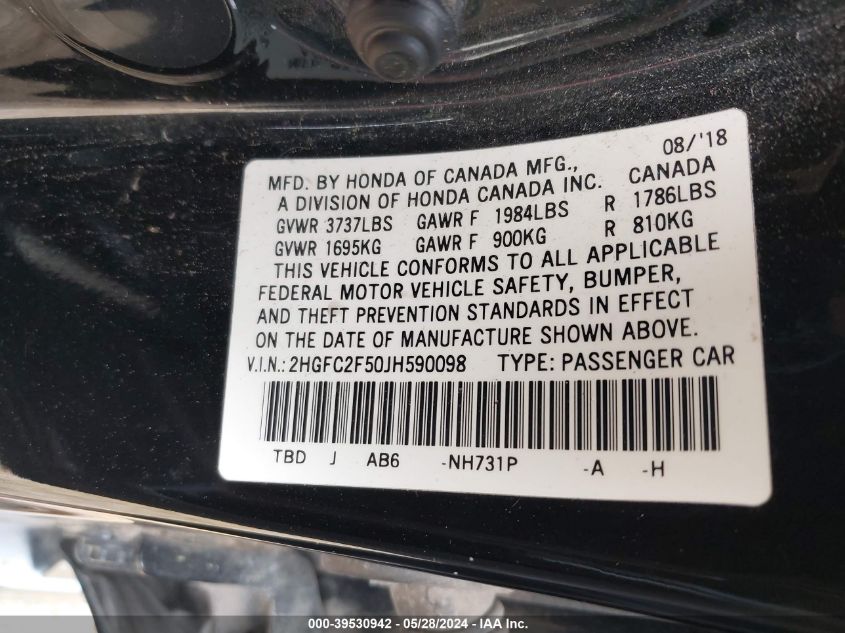 08/'18
MFD. BY HONDA OF CANADA MFG., CANADA
A DIVISION OF HONDA CANADA INC.
GVWR 3737LBS GAWR F 1984LBS R 1786LBS
GVWR 1695KG GAWR F 900KG R 810KG
THIS VEHICLE CONFORMS TO ALL APPLICABLE
FEDERAL MOTOR VEHICLE SAFETY, BUMPER,
AND THEFT PREVENTION STANDARDS IN EFFECT
ON THE DATE OF MANUFACTURE SHOWN ABOVE.
V.I.N.: 2HGFC2F50JH590098 TYPE: PASSENGER CAR
TBD J AB6 -NH731P -A -H
000-39530942 - 05/28/2024 - IAA Inc.